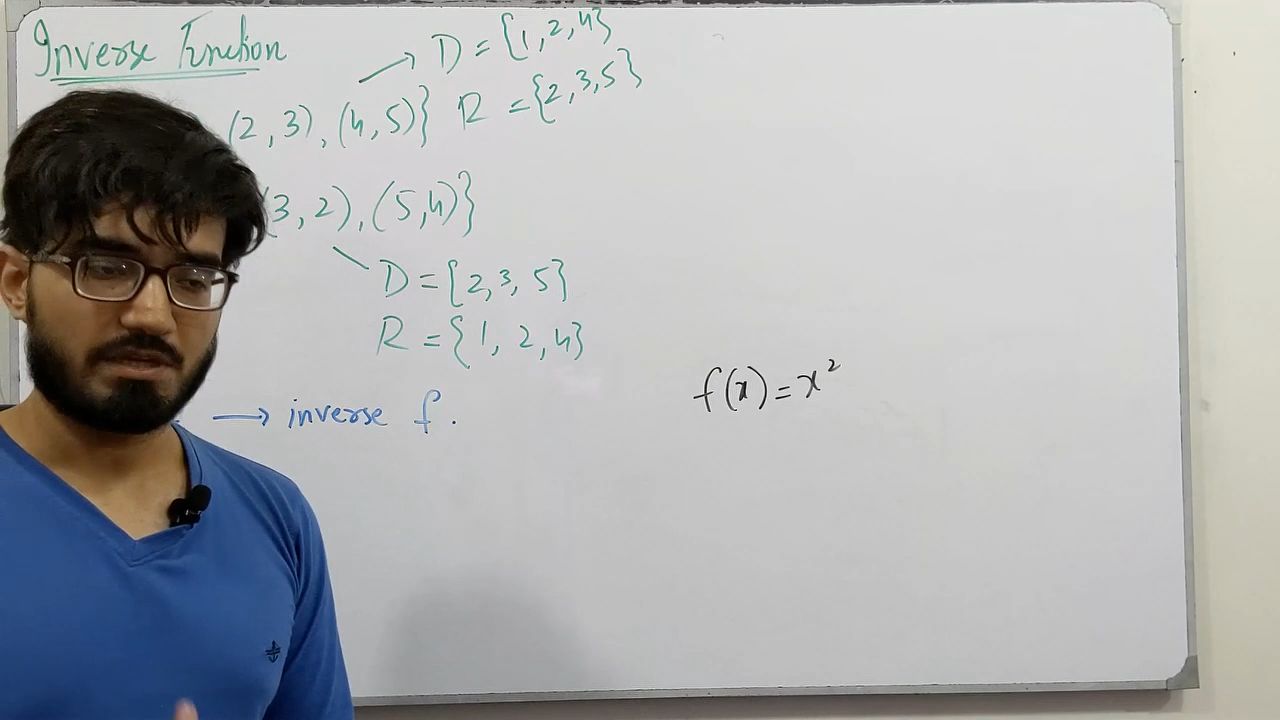 Inverse Function
D = {1, 2, 4}
(2, 3), (4, 5)} R = {2, 3, 5}
3, 2), (5, 4)}
D = {2, 3, 5}
R = {1, 2, 4}
f(x) = x²
→ inverse f.